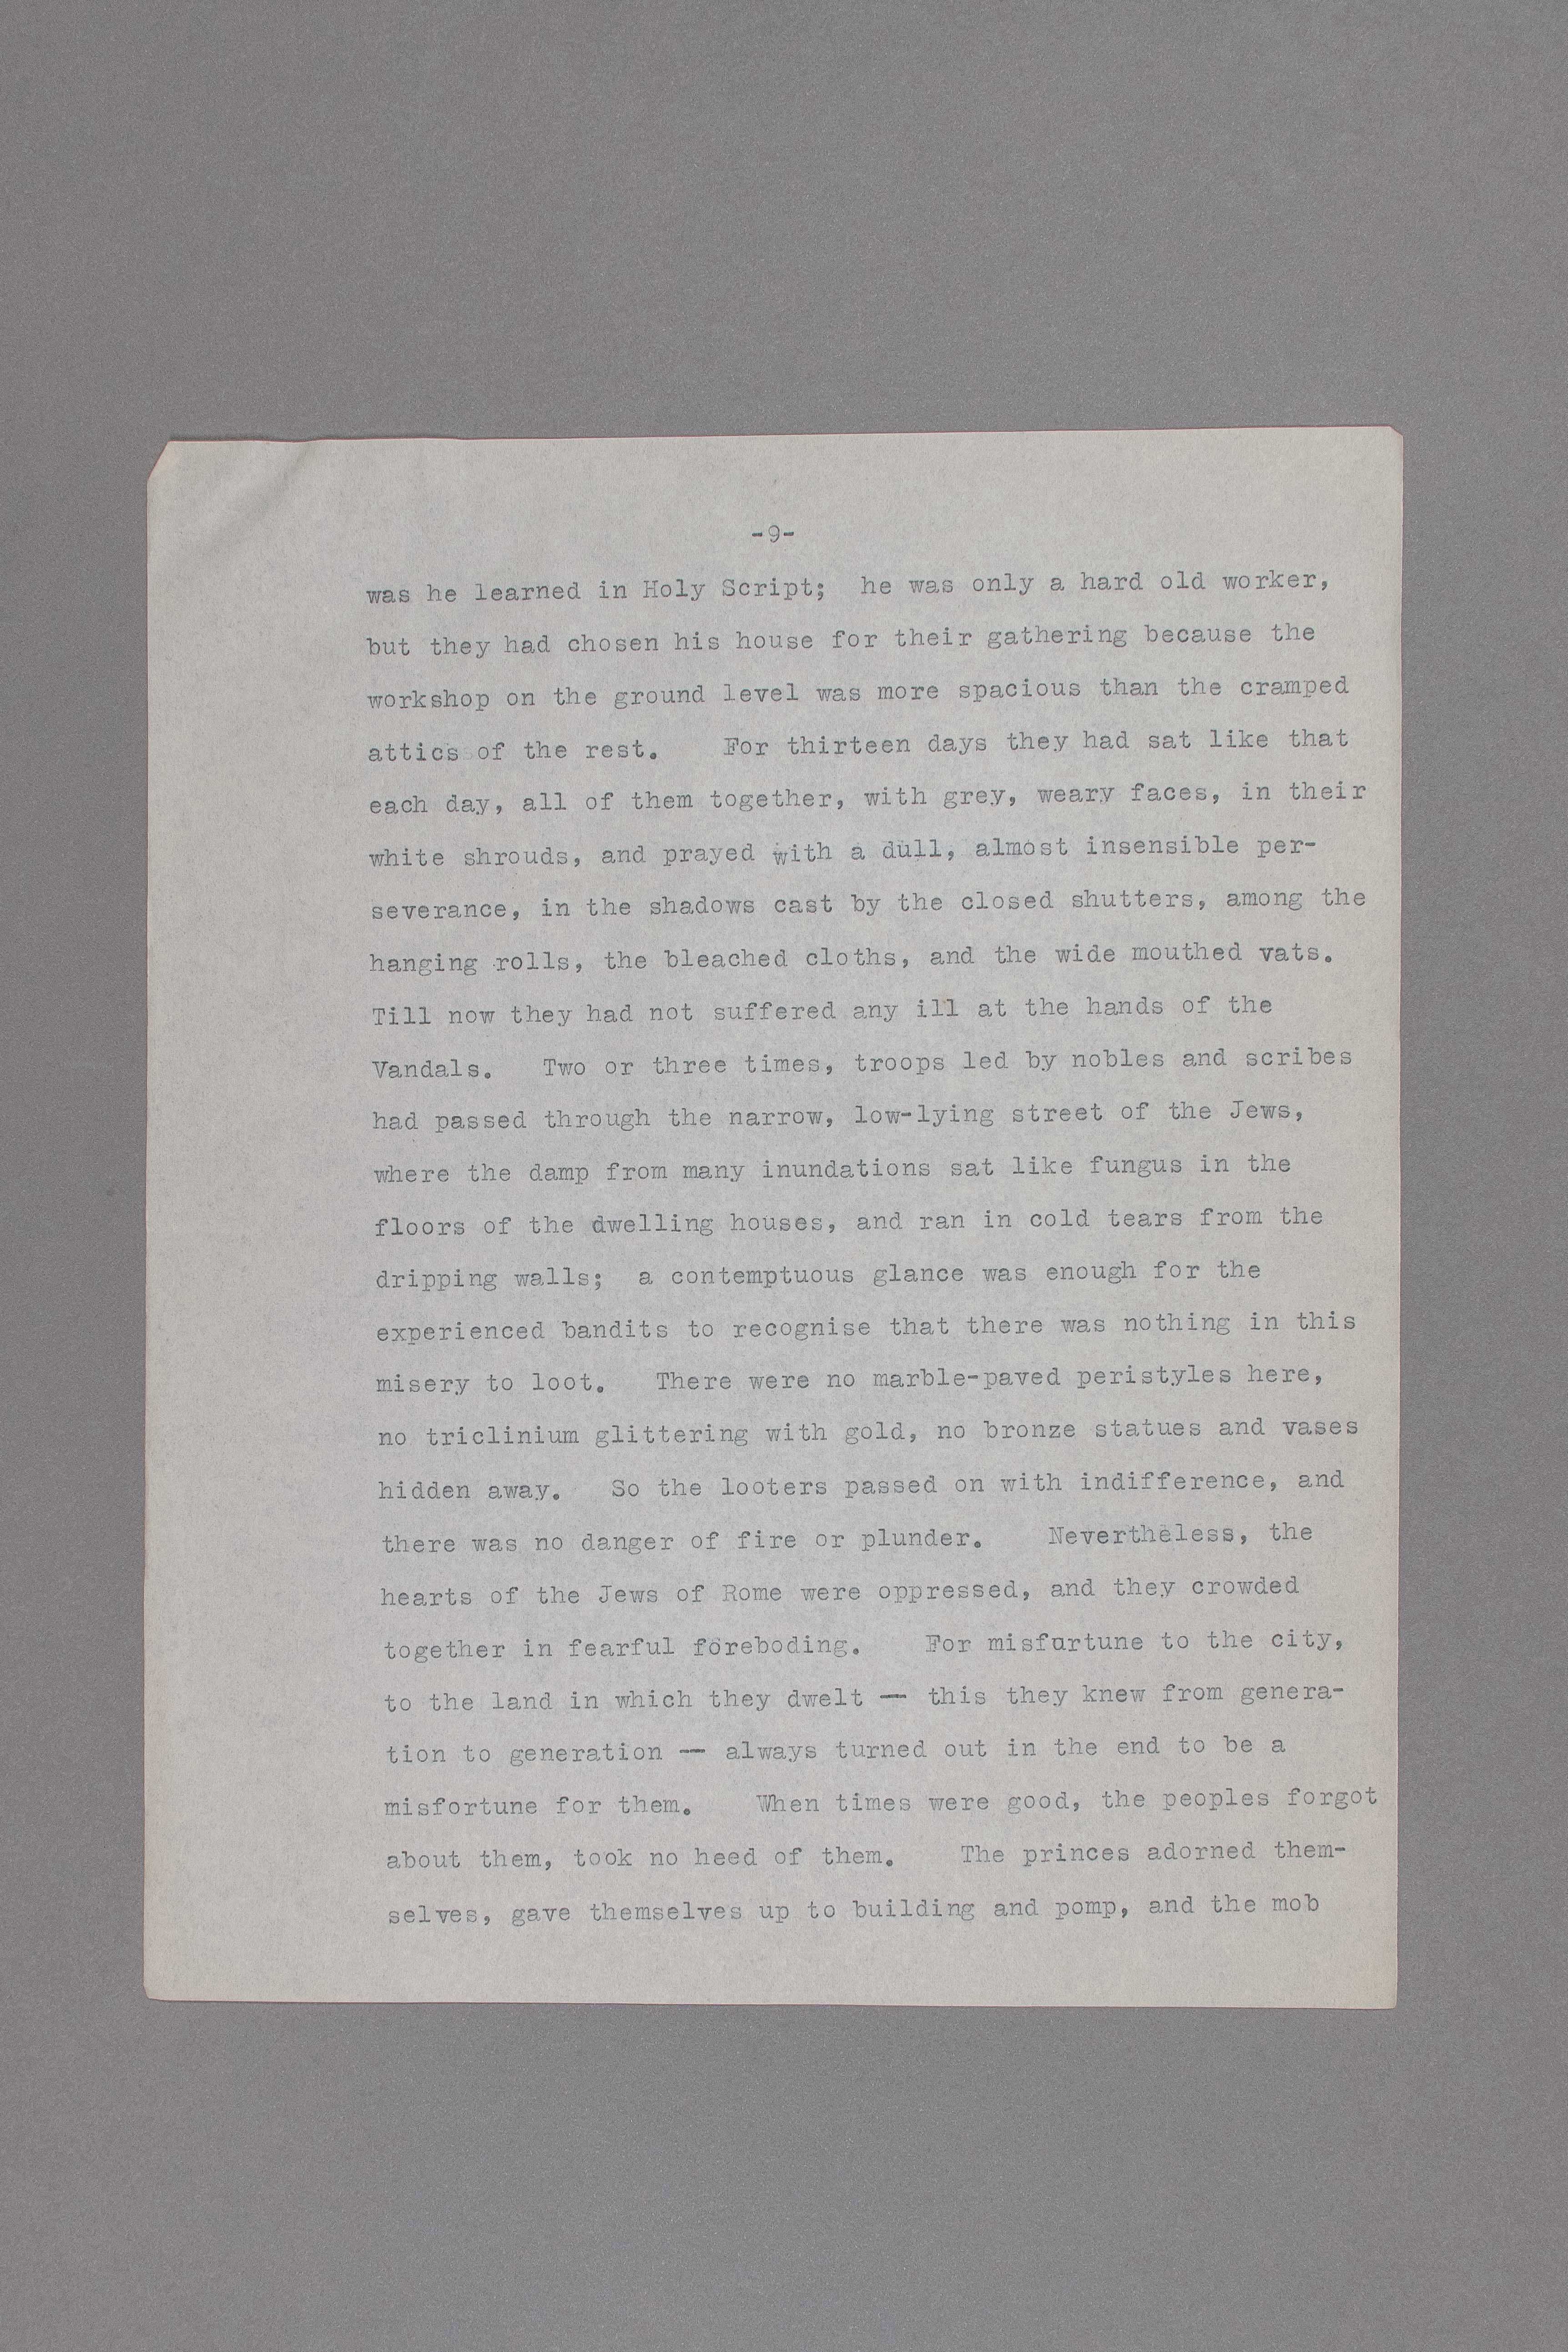 -9-
was he learned in Holy Script;  he was only a hard old worker,
but they had chosen his house for their gathering because the
workshop on the ground level was more spacious than the cramped
attics of the rest.   For thirteen days they had sat like that
each day, all of them together, with grey, weary faces, in their
white shrouds, and prayed with a dull, almost insensible per-
severance, in the shadows cast by the closed shutters, among the
hanging rolls, the bleached cloths, and the wide mouthed vats.
Till now they had not suffered any ill at the hands of the
Vandals.   Two or three times, troops led by nobles and scribes
had passed through the narrow, low-lying street of the Jews,
where the damp from many inundations sat like fungus in the
floors of the dwelling houses, and ran in cold tears from the
dripping walls;  a contemptuous glance was enough for the
experienced bandits to recognise that there was nothing in this
misery to loot.   There were no marble-paved peristyles here,
no triclinium glittering with gold, no bronze statues and vases
hidden away.   So the looters passed on with indifference, and
there was no danger of fire or plunder.   Nevertheless, the
hearts of the Jews of Rome were oppressed, and they crowded
together in fearful foreboding.   For misfurtune to the city,
to the land in which they dwelt — this they knew from genera-
tion to generation — always turned out in the end to be a
misfortune for them.   When times were good, the peoples forgot
about them, took no heed of them.   The princes adorned them-
selves, gave themselves up to building and pomp, and the mob